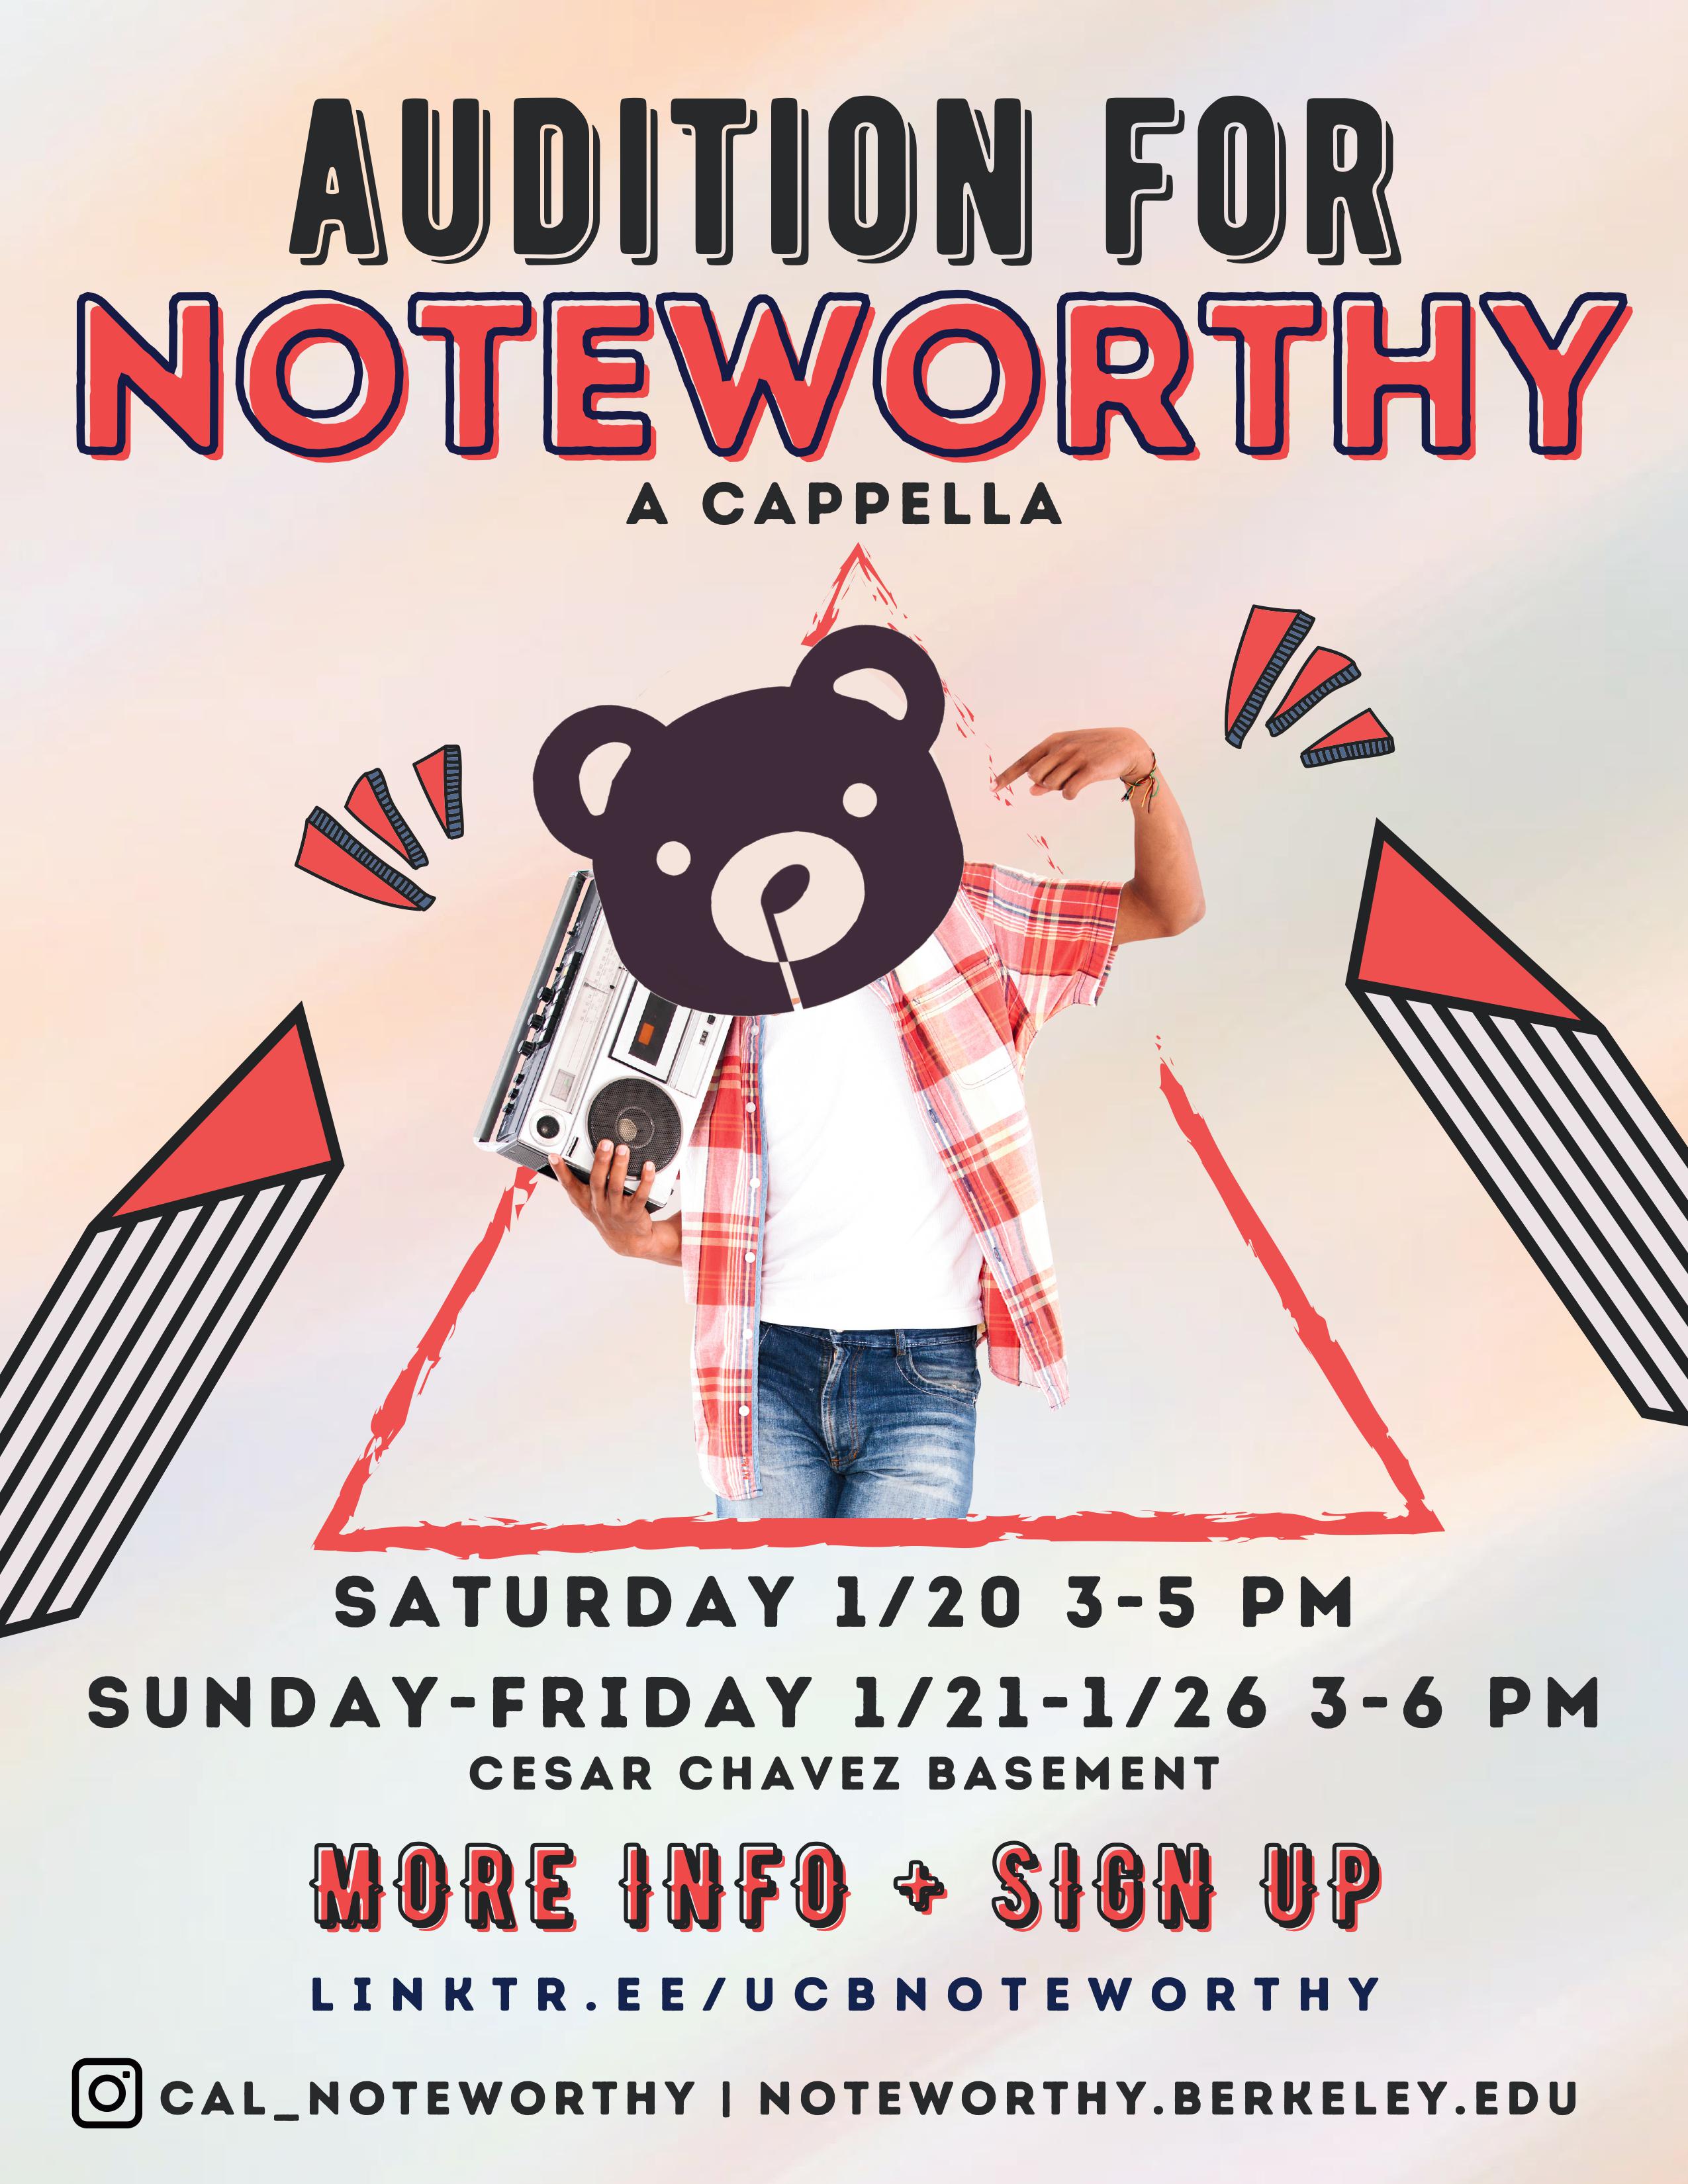 AUDITION FOR
NOTEWORTHY
A CAPPELLA
SATURDAY 1/20 3-5 PM
SUNDAY-FRIDAY 1/21-1/26 3-6 PM
CESAR CHAVEZ BASEMENT
MORE INFO + SIGN UP
LINKTR.EE/UCBNOTEWORTHY
CAL_NOTEWORTHY | NOTEWORTHY.BERKELEY.EDU